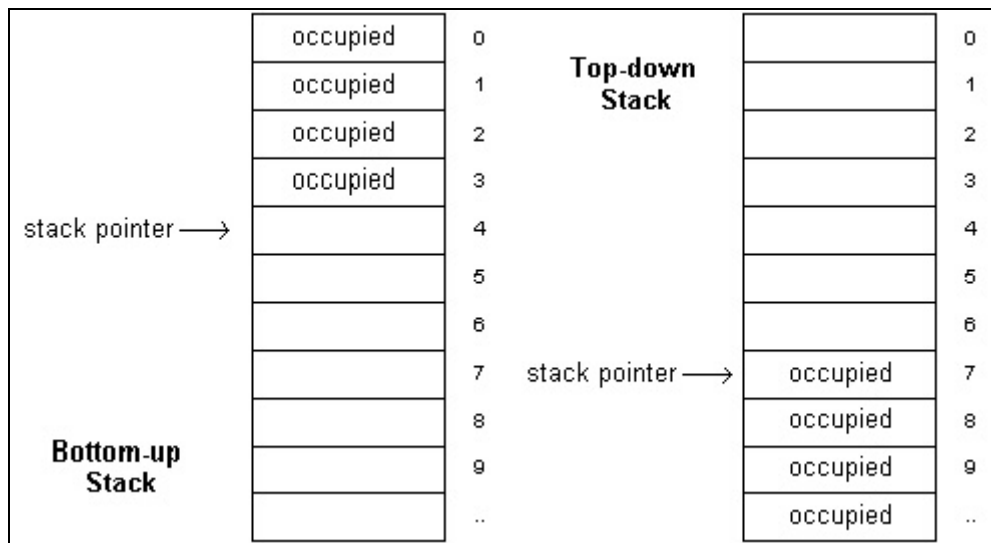 occupied 0
occupied 1
occupied 2
occupied 3
stack pointer 4
5
6
7
8
9
..
Bottom-up
Stack
Top-down
Stack
0
1
2
3
4
5
6
stack pointer occupied 7
occupied 8
occupied 9
occupied ..